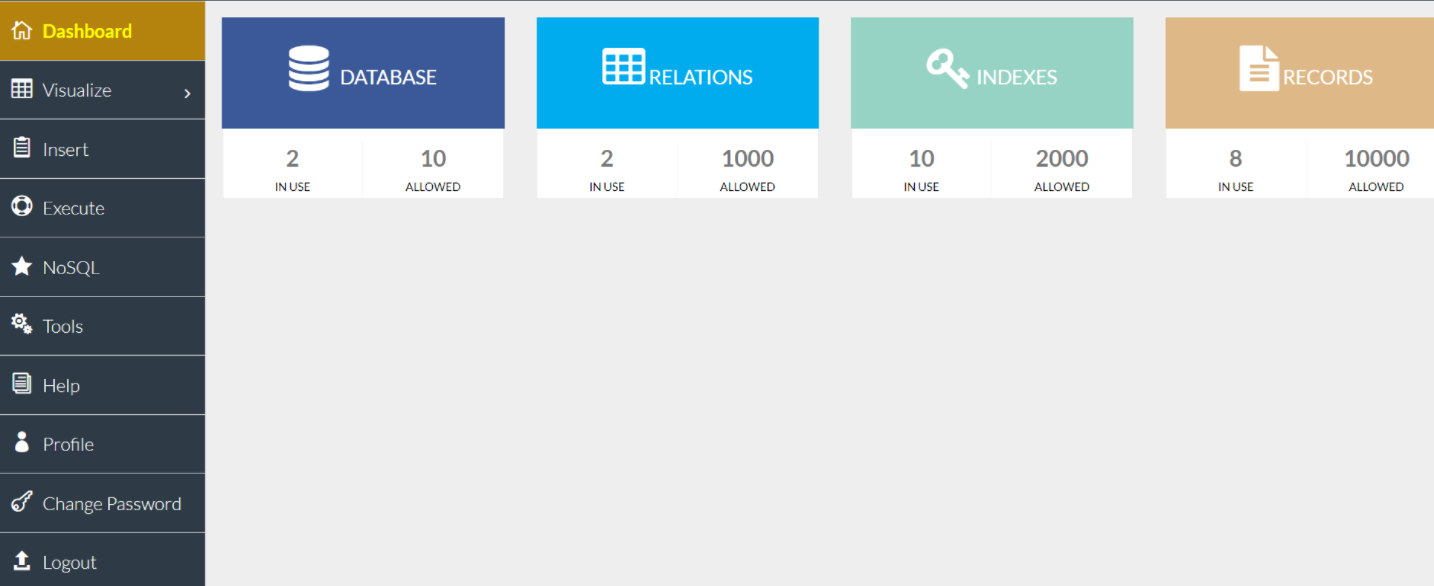 Dashboard
Visualize
Insert
Execute
NoSQL
Tools
Help
Profile
Change Password
Logout
DATABASE
2 10
IN USE ALLOWED
RELATIONS
2 1000
IN USE ALLOWED
INDEXES
10 2000
IN USE ALLOWED
RECORDS
8 10000
IN USE ALLOWED